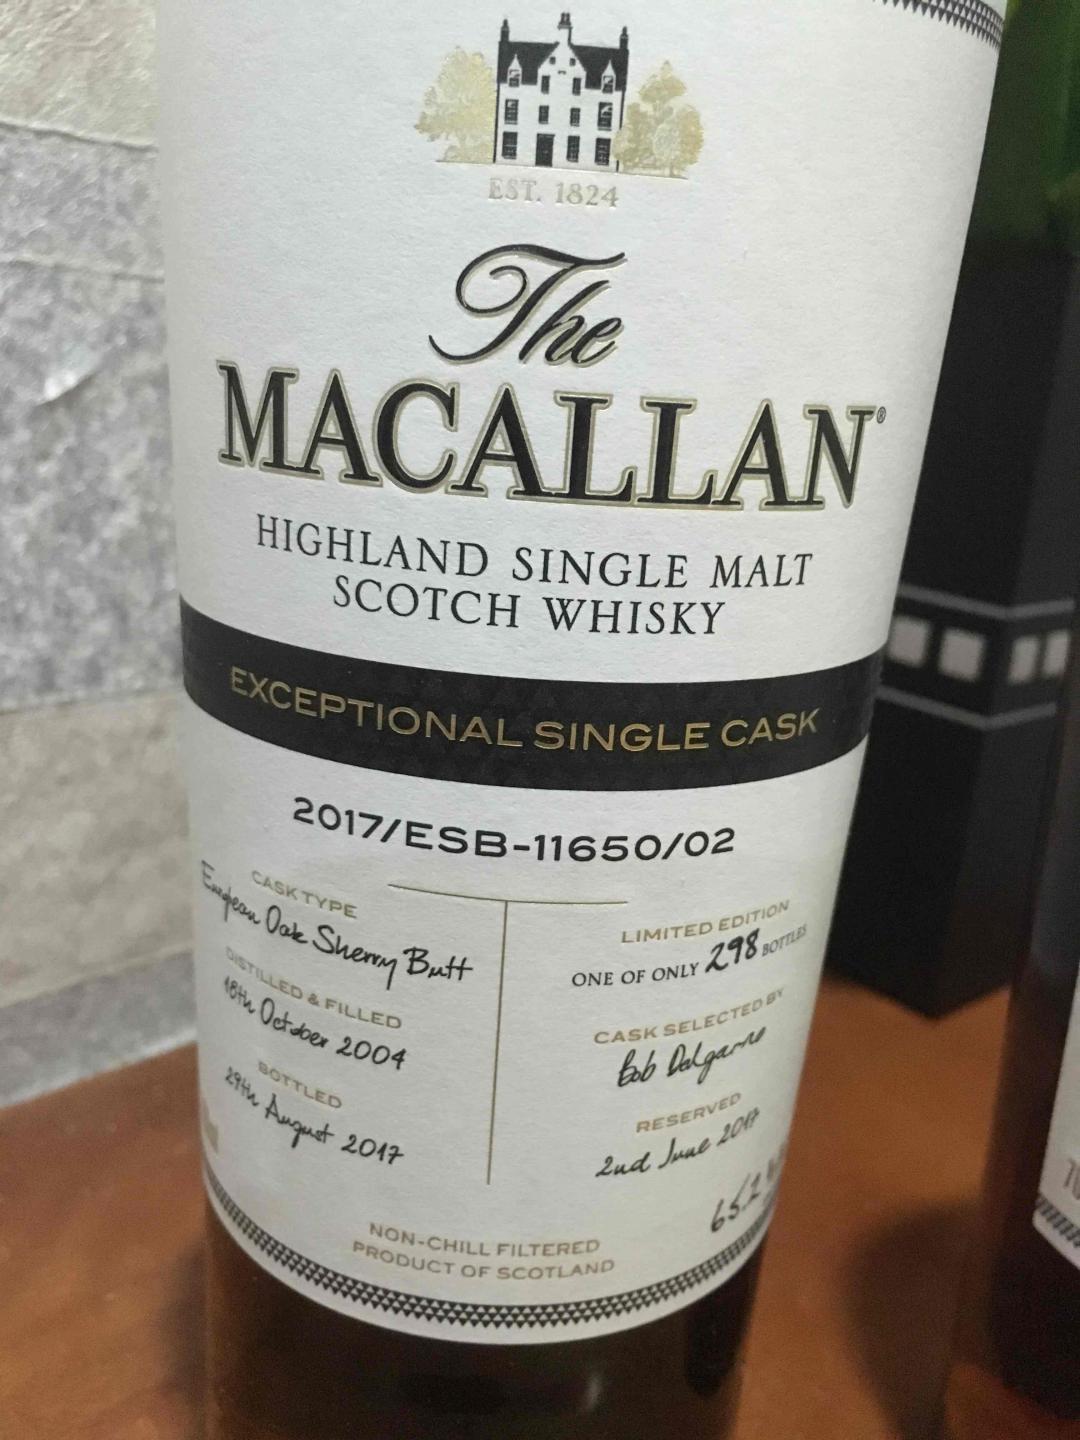 EST. 1824
The
MACALLAN®
HIGHLAND SINGLE MALT
SCOTCH WHISKY
EXCEPTIONAL SINGLE CASK
2017/ESB-11650/02
CASK TYPE
European Oak Sherry Butt
DISTILLED & FILLED
18th October 2004
BOTTLED
29th August 2017
LIMITED EDITION
ONE OF ONLY 298 BOTTLES
CASK SELECTED BY
Bob Dalgarno
RESERVED
2nd June 2017
65.2
NON-CHILL FILTERED
PRODUCT OF SCOTLAND